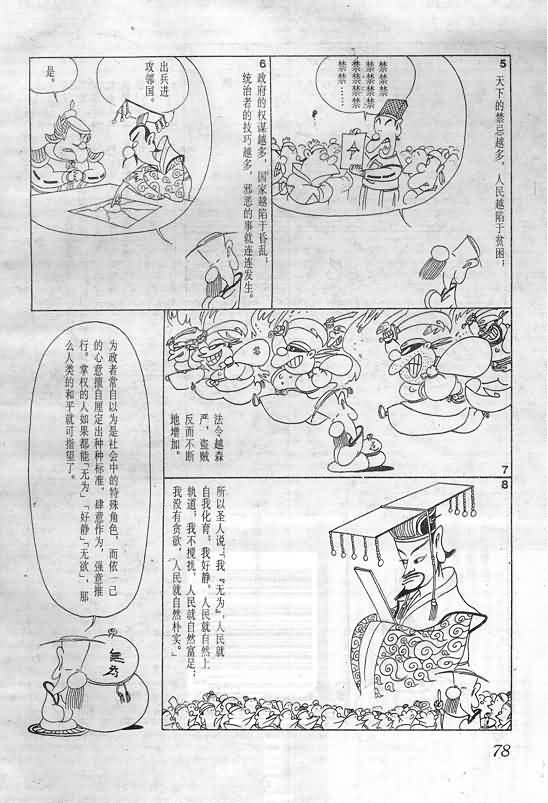 5
天下的禁忌越多，人民越陷于贫困；
禁禁禁禁
禁禁禁禁
禁禁禁禁
禁禁……
6
政府的权谋越多，国家越陷于昏乱；
统治者的技巧越多，邪恶的事就连连发生。
出兵进
攻邻国。
是。
7
法令越森
严，盗贼
反而不断
地增加。
8
所以圣人说：“我『无为』，人民就
自我化育。我好静，人民就自然上
轨道。我不搅扰，人民就自然富足；
我没有贪欲，人民就自然朴实。”
为政者常自以为是社会中的特殊角色，而依一己
的心意擅自厘定出种种标准，肆意作为，强意推
行。掌权的人如果都能「无为」「好静」「无欲」，那
么人类的和平就可指望了。
無為
78